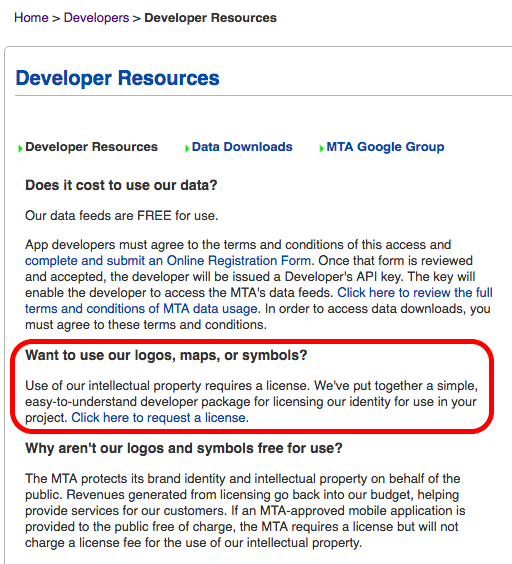 Home > Developers > Developer Resources
Developer Resources
Developer Resources Data Downloads MTA Google Group
Does it cost to use our data?
Our data feeds are FREE for use.
App developers must agree to the terms and conditions of this access and
complete and submit an Online Registration Form. Once that form is reviewed
and accepted, the developer will be issued a Developer's API key. The key will
enable the developer to access the MTA's data feeds. Click here to review the full
terms and conditions of MTA data usage. In order to access data downloads, you
must agree to these terms and conditions.
Want to use our logos, maps, or symbols?
Use of our intellectual property requires a license. We've put together a simple,
easy-to-understand developer package for licensing our identity for use in your
project. Click here to request a license.
Why aren't our logos and symbols free for use?
The MTA protects its brand identity and intellectual property on behalf of the
public. Revenues generated from licensing go back into our budget, helping
provide services for our customers. If an MTA-approved mobile application is
provided to the public free of charge, the MTA requires a license but will not
charge a license fee for the use of our intellectual property.